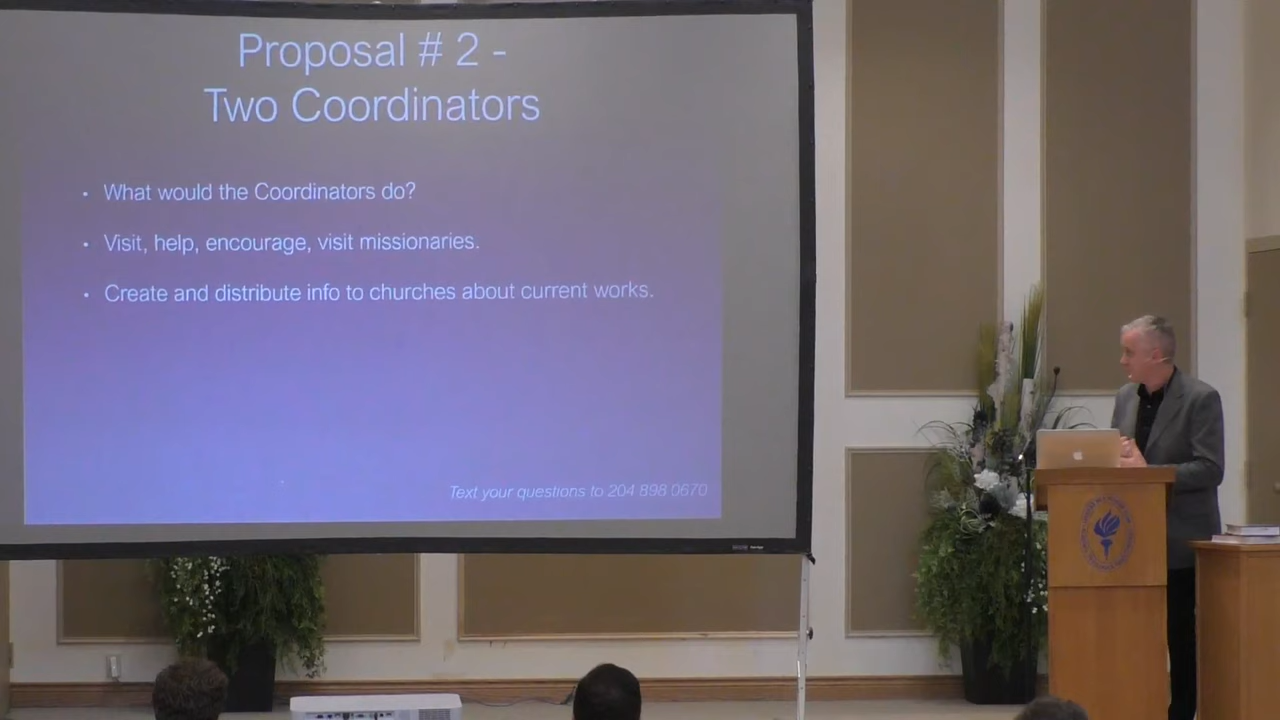 Proposal # 2 -
Two Coordinators
• What would the Coordinators do?
• Visit, help, encourage, visit missionaries.
• Create and distribute info to churches about current works.
Text your questions to 204 898 0670